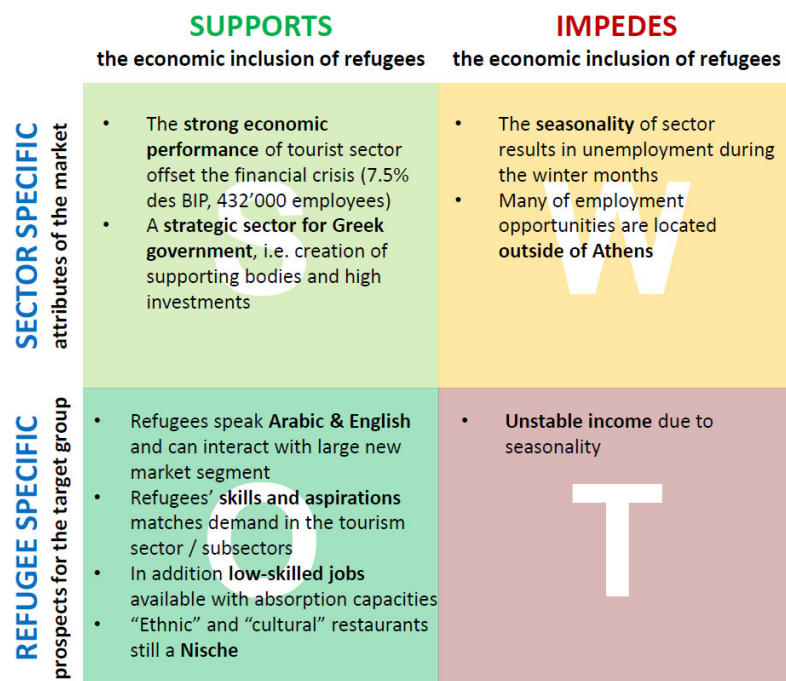 SUPPORTS
the economic inclusion of refugees
IMPEDES
the economic inclusion of refugees
SECTOR SPECIFIC
attributes of the market
S
• The strong economic
performance of tourist sector
offset the financial crisis (7.5%
des BIP, 432’000 employees)
• A strategic sector for Greek
government, i.e. creation of
supporting bodies and high
investments
W
• The seasonality of sector
results in unemployment during
the winter months
• Many of employment
opportunities are located
outside of Athens
REFUGEE SPECIFIC
prospects for the target group
O
• Refugees speak Arabic & English
and can interact with large new
market segment
• Refugees’ skills and aspirations
matches demand in the tourism
sector / subsectors
• In addition low-skilled jobs
available with absorption capacities
• “Ethnic” and “cultural” restaurants
still a Nische
T
• Unstable income due to
seasonality